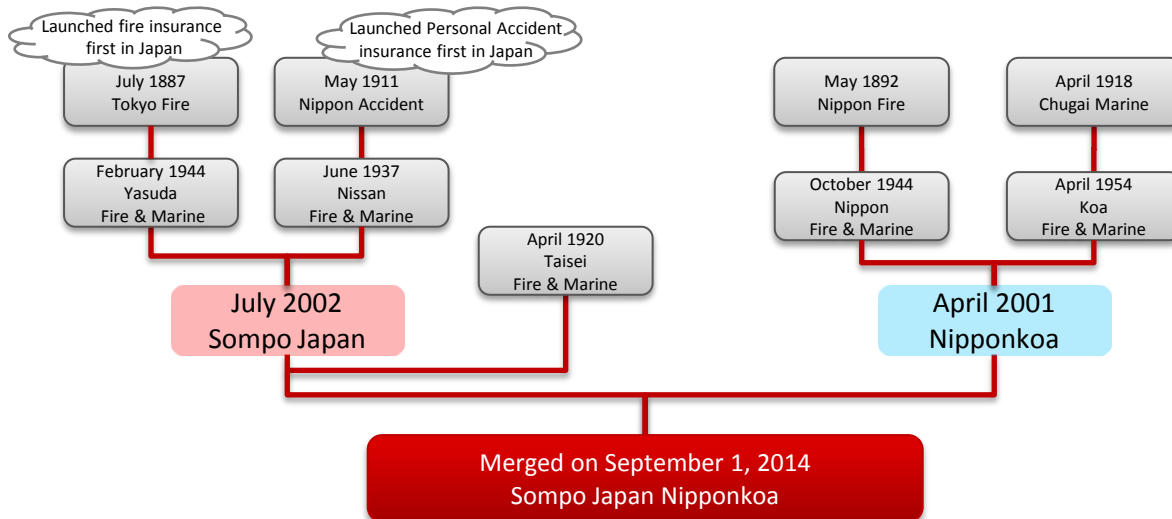 Launched fire insurance
first in Japan
Launched Personal Accident
insurance first in Japan
July 1887
Tokyo Fire
May 1911
Nippon Accident
May 1892
Nippon Fire
April 1918
Chugai Marine
February 1944
Yasuda
Fire & Marine
June 1937
Nissan
Fire & Marine
October 1944
Nippon
Fire & Marine
April 1954
Koa
Fire & Marine
April 1920
Taisei
Fire & Marine
July 2002
Sompo Japan
April 2001
Nipponkoa
Merged on September 1, 2014
Sompo Japan Nipponkoa